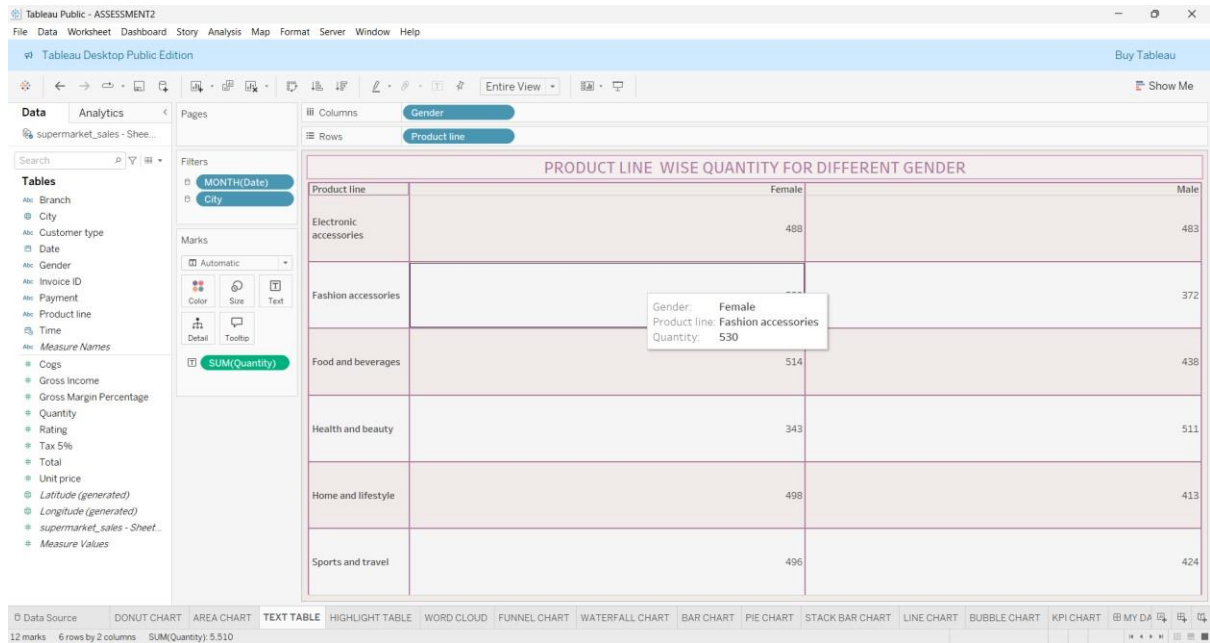 Tableau Public - ASSESSMENT2
File Data Worksheet Dashboard Story Analysis Map Format Server Window Help
Tableau Desktop Public Edition
Buy Tableau
Entire View
Show Me
Data Analytics
supermarket_sales - Shee...
Search
Tables
Abc Branch
City
Abc Customer type
Date
Abc Gender
Abc Invoice ID
Abc Payment
Abc Product line
Time
Abc Measure Names
# Cogs
# Gross Income
# Gross Margin Percentage
# Quantity
# Rating
# Tax 5%
# Total
# Unit price
Latitude (generated)
Longitude (generated)
# supermarket_sales - Sheet...
# Measure Values
Pages
Filters
MONTH(Date)
City
Marks
Automatic
Color Size Text
Detail Tooltip
SUM(Quantity)
Columns Gender
Rows Product line
PRODUCT LINE WISE QUANTITY FOR DIFFERENT GENDER
Product line Female Male
Electronic
accessories 488 483
Fashion accessories 372
Gender: Female
Product line: Fashion accessories
Quantity: 530
Food and beverages 514 438
Health and beauty 343 511
Home and lifestyle 498 413
Sports and travel 496 424
Data Source DONUT CHART AREA CHART TEXT TABLE HIGHLIGHT TABLE WORD CLOUD FUNNEL CHART WATERFALL CHART BAR CHART PIE CHART STACK BAR CHART LINE CHART BUBBLE CHART KPI CHART MY DA
12 marks 6 rows by 2 columns SUM(Quantity): 5,510